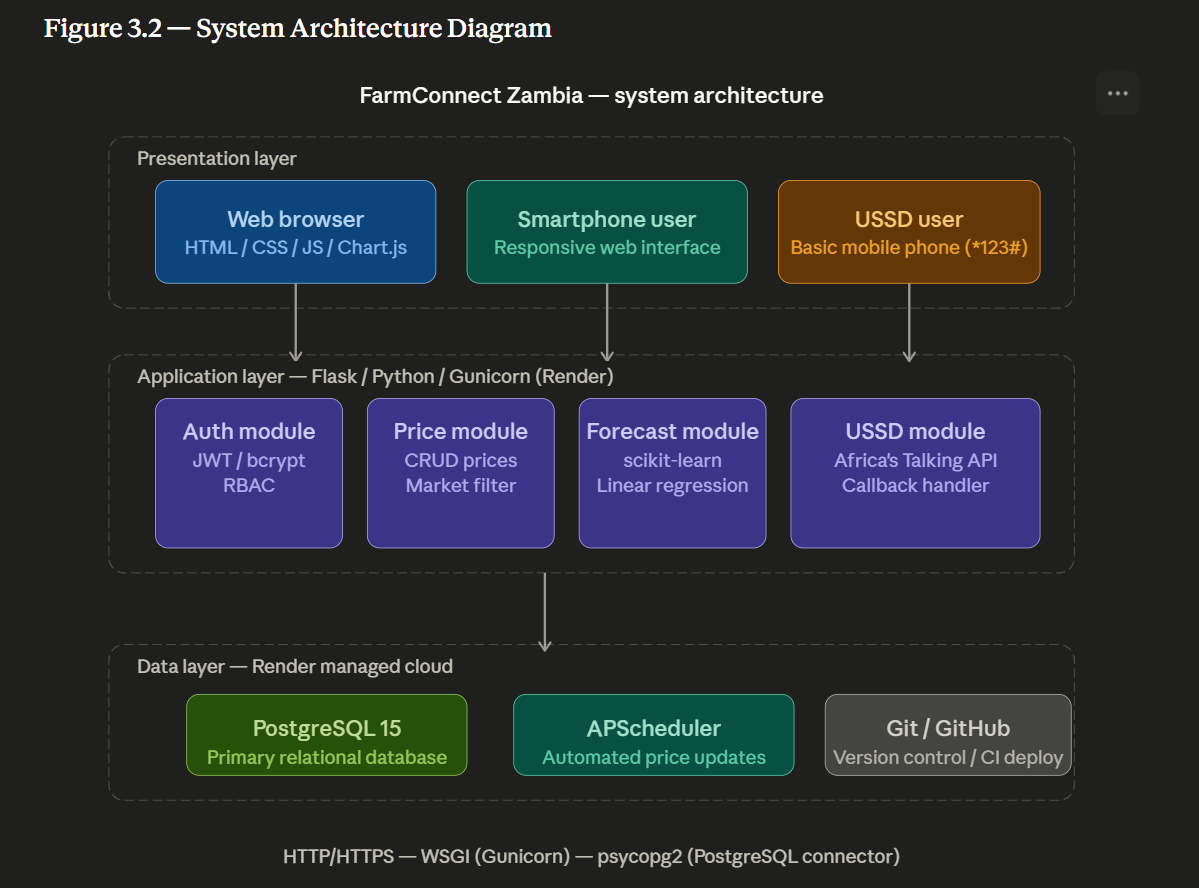 Figure 3.2 — System Architecture Diagram
FarmConnect Zambia — system architecture
Presentation layer
Web browser
HTML / CSS / JS / Chart.js
Smartphone user
Responsive web interface
USSD user
Basic mobile phone (*123#)
Application layer — Flask / Python / Gunicorn (Render)
Auth module
JWT / bcrypt
RBAC
Price module
CRUD prices
Market filter
Forecast module
scikit-learn
Linear regression
USSD module
Africa's Talking API
Callback handler
Data layer — Render managed cloud
PostgreSQL 15
Primary relational database
APScheduler
Automated price updates
Git / GitHub
Version control / CI deploy
HTTP/HTTPS — WSGI (Gunicorn) — psycopg2 (PostgreSQL connector)